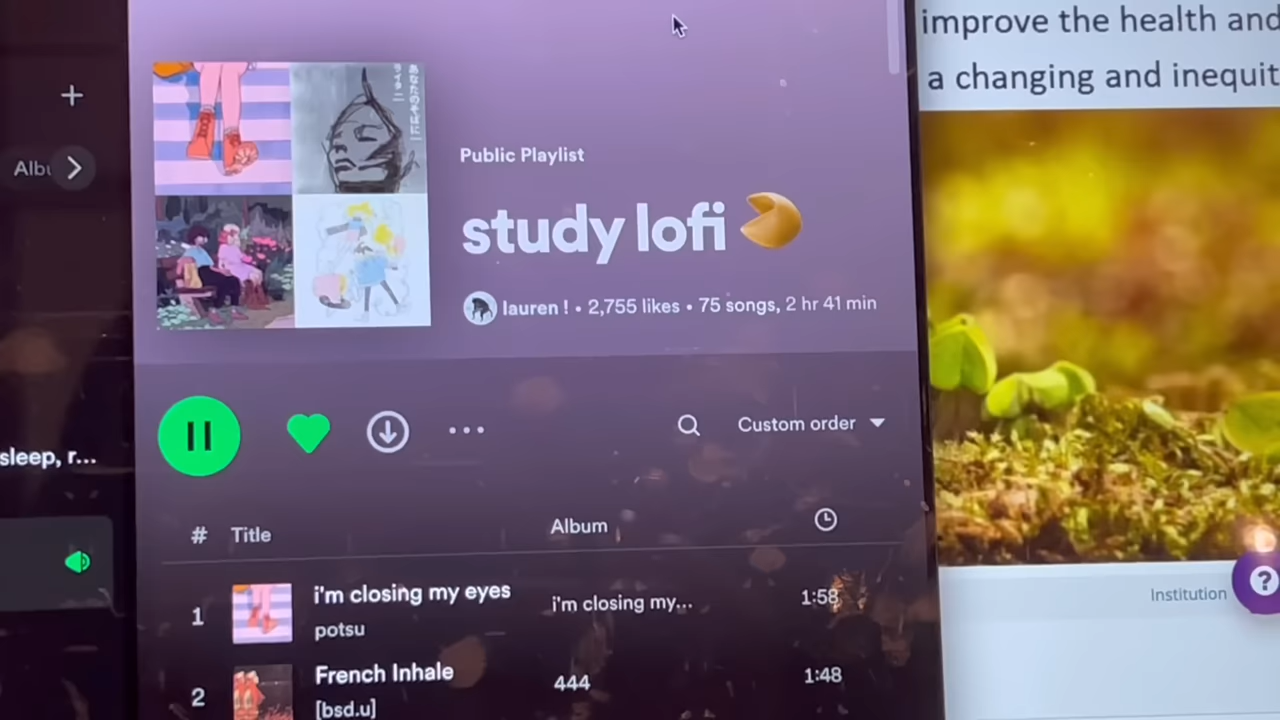 Albu
sleep, r...
Public Playlist
study lofi
lauren ! • 2,755 likes • 75 songs, 2 hr 41 min
Custom order
# Title Album
1 i'm closing my eyes i'm closing my... 1:58
potsu
2 French Inhale 444 1:48
[bsd.u]
improve the health and
a changing and inequit
Institution
?